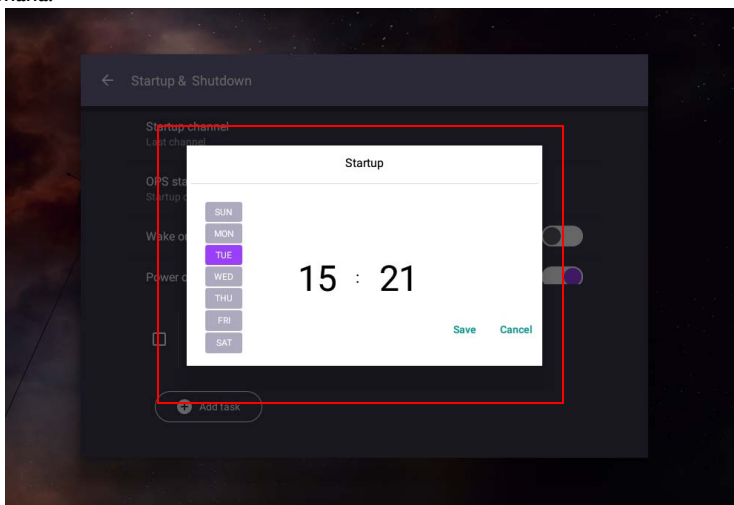 Startup & Shutdown
Startup channel
Last channel
Startup
OPS sta
Startup
SUN
MON
TUE
WED
THU
FRI
SAT
Wake o
Power o
15 : 21
Save Cancel
Add task